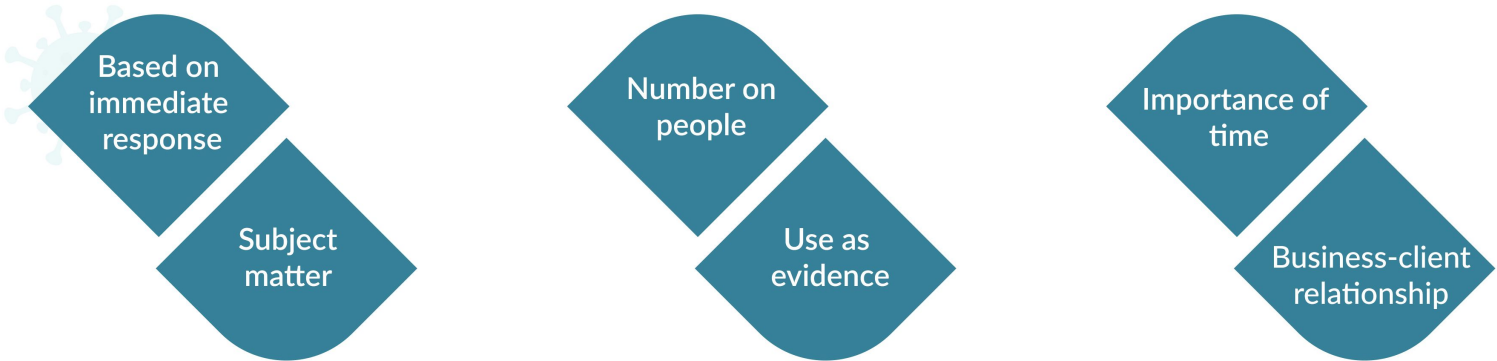 Based on
immediate
response
Subject
matter
Number on
people
Use as
evidence
Importance of
time
Business-client
relationship